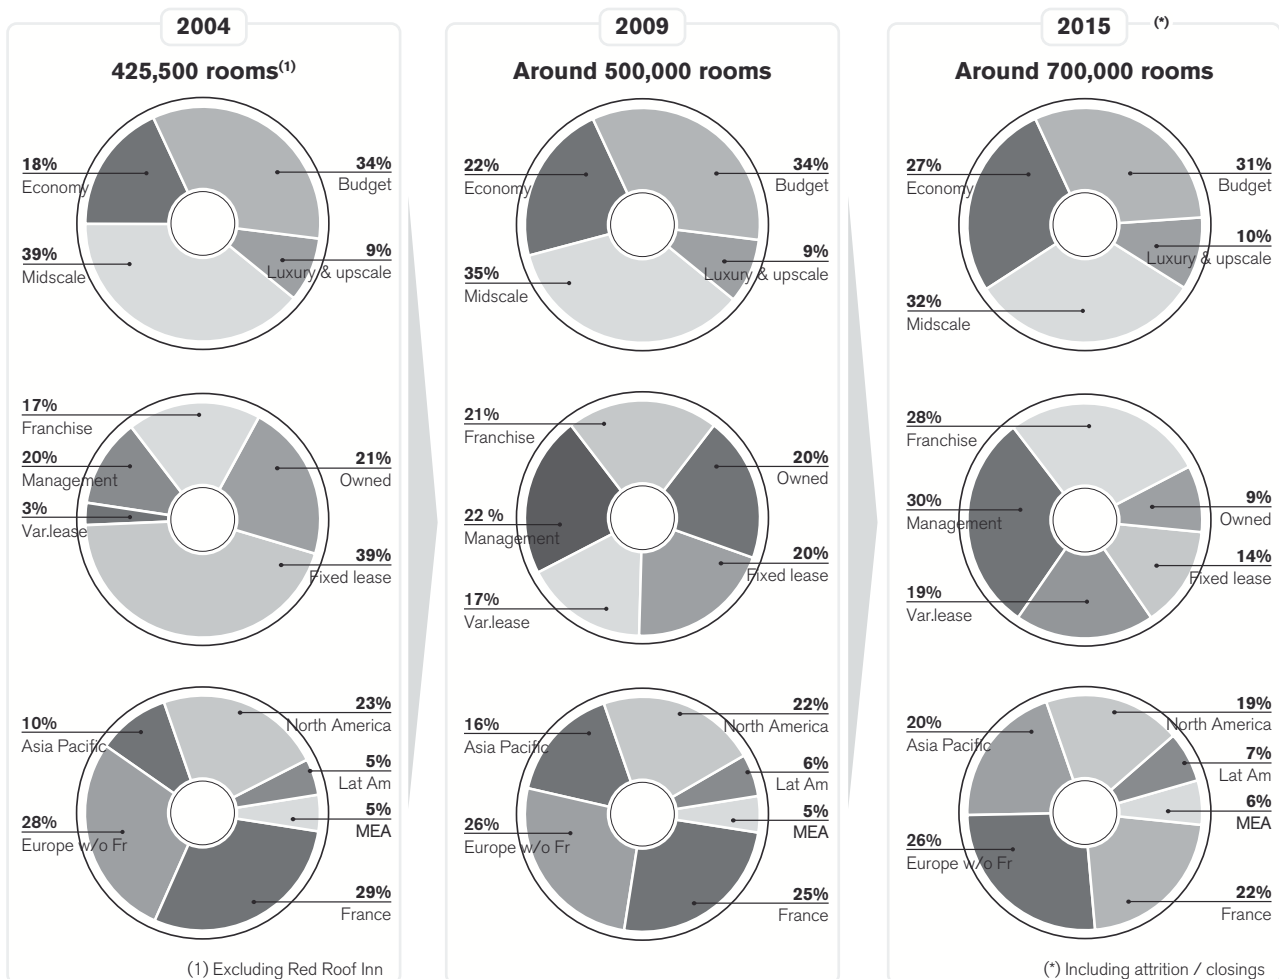 2004
425,500 rooms(1)
18%
Economy
34%
Budget
39%
Midscale
9%
Luxury & upscale
17%
Franchise
20%
Management
21%
Owned
3%
Var.lease
39%
Fixed lease
23%
North America
10%
Asia Pacific
5%
Lat Am
5%
MEA
28%
Europe w/o Fr
29%
France
(1) Excluding Red Roof Inn
2009
Around 500,000 rooms
22%
Economy
34%
Budget
35%
Midscale
9%
Luxury & upscale
21%
Franchise
20%
Owned
22 %
Management
20%
Fixed lease
17%
Var.lease
22%
North America
16%
Asia Pacific
6%
Lat Am
5%
MEA
26%
Europe w/o Fr
25%
France
2015 (*)
Around 700,000 rooms
27%
Economy
31%
Budget
10%
Luxury & upscale
32%
Midscale
28%
Franchise
9%
Owned
30%
Management
14%
Fixed lease
19%
Var.lease
19%
North America
20%
Asia Pacific
7%
Lat Am
6%
MEA
26%
Europe w/o Fr
22%
France
(*) Including attrition / closings